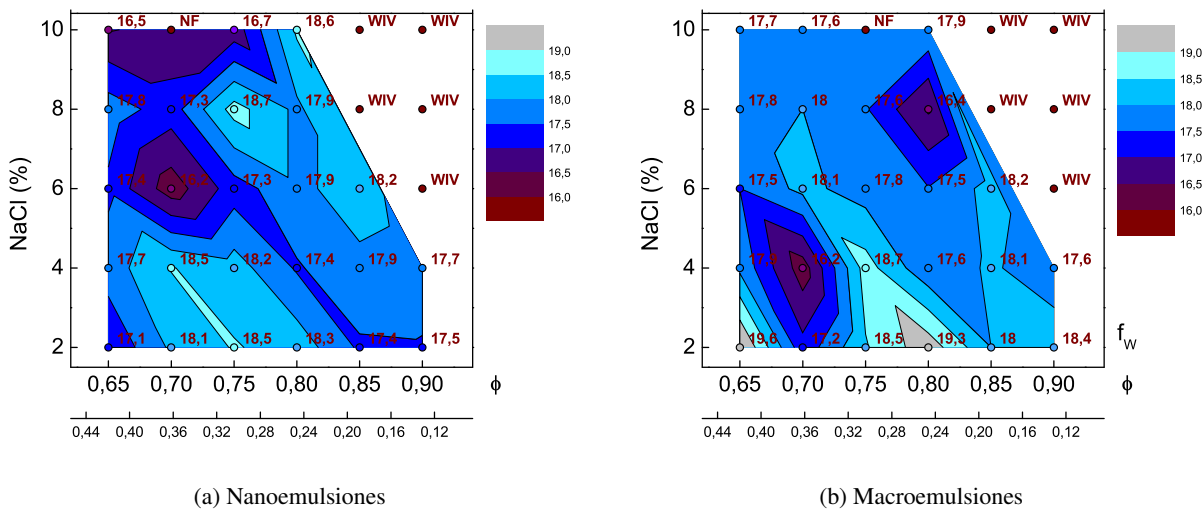 10 16,5 NF 16,7 18,6 WIV WIV
8 17,8 17,3 18,7 17,9 WIV WIV
6 17,4 16,2 17,3 17,9 18,2 WIV
4 17,7 18,5 18,2 17,4 17,9 17,7
2 17,1 18,1 18,5 18,3 17,4 17,5
NaCl (%)
0,65 0,70 0,75 0,80 0,85 0,90 ϕ
0,44 0,40 0,36 0,32 0,28 0,24 0,20 0,16 0,12
19,0
18,5
18,0
17,5
17,0
16,5
16,0
(a) Nanoemulsiones
10 17,7 17,6 NF 17,9 WIV WIV
8 17,8 18 16,4 WIV WIV
6 17,5 18,1 17,8 17,5 18,2 WIV
4 16,2 18,7 17,6 18,1 17,6
2 19,6 17,2 18,5 19,3 18 18,4
NaCl (%)
0,65 0,70 0,75 0,80 0,85 0,90 ϕ
0,44 0,40 0,36 0,32 0,28 0,24 0,20 0,16 0,12
19,0
18,5
18,0
17,5
17,0
16,5
16,0
f_W
(b) Macroemulsiones